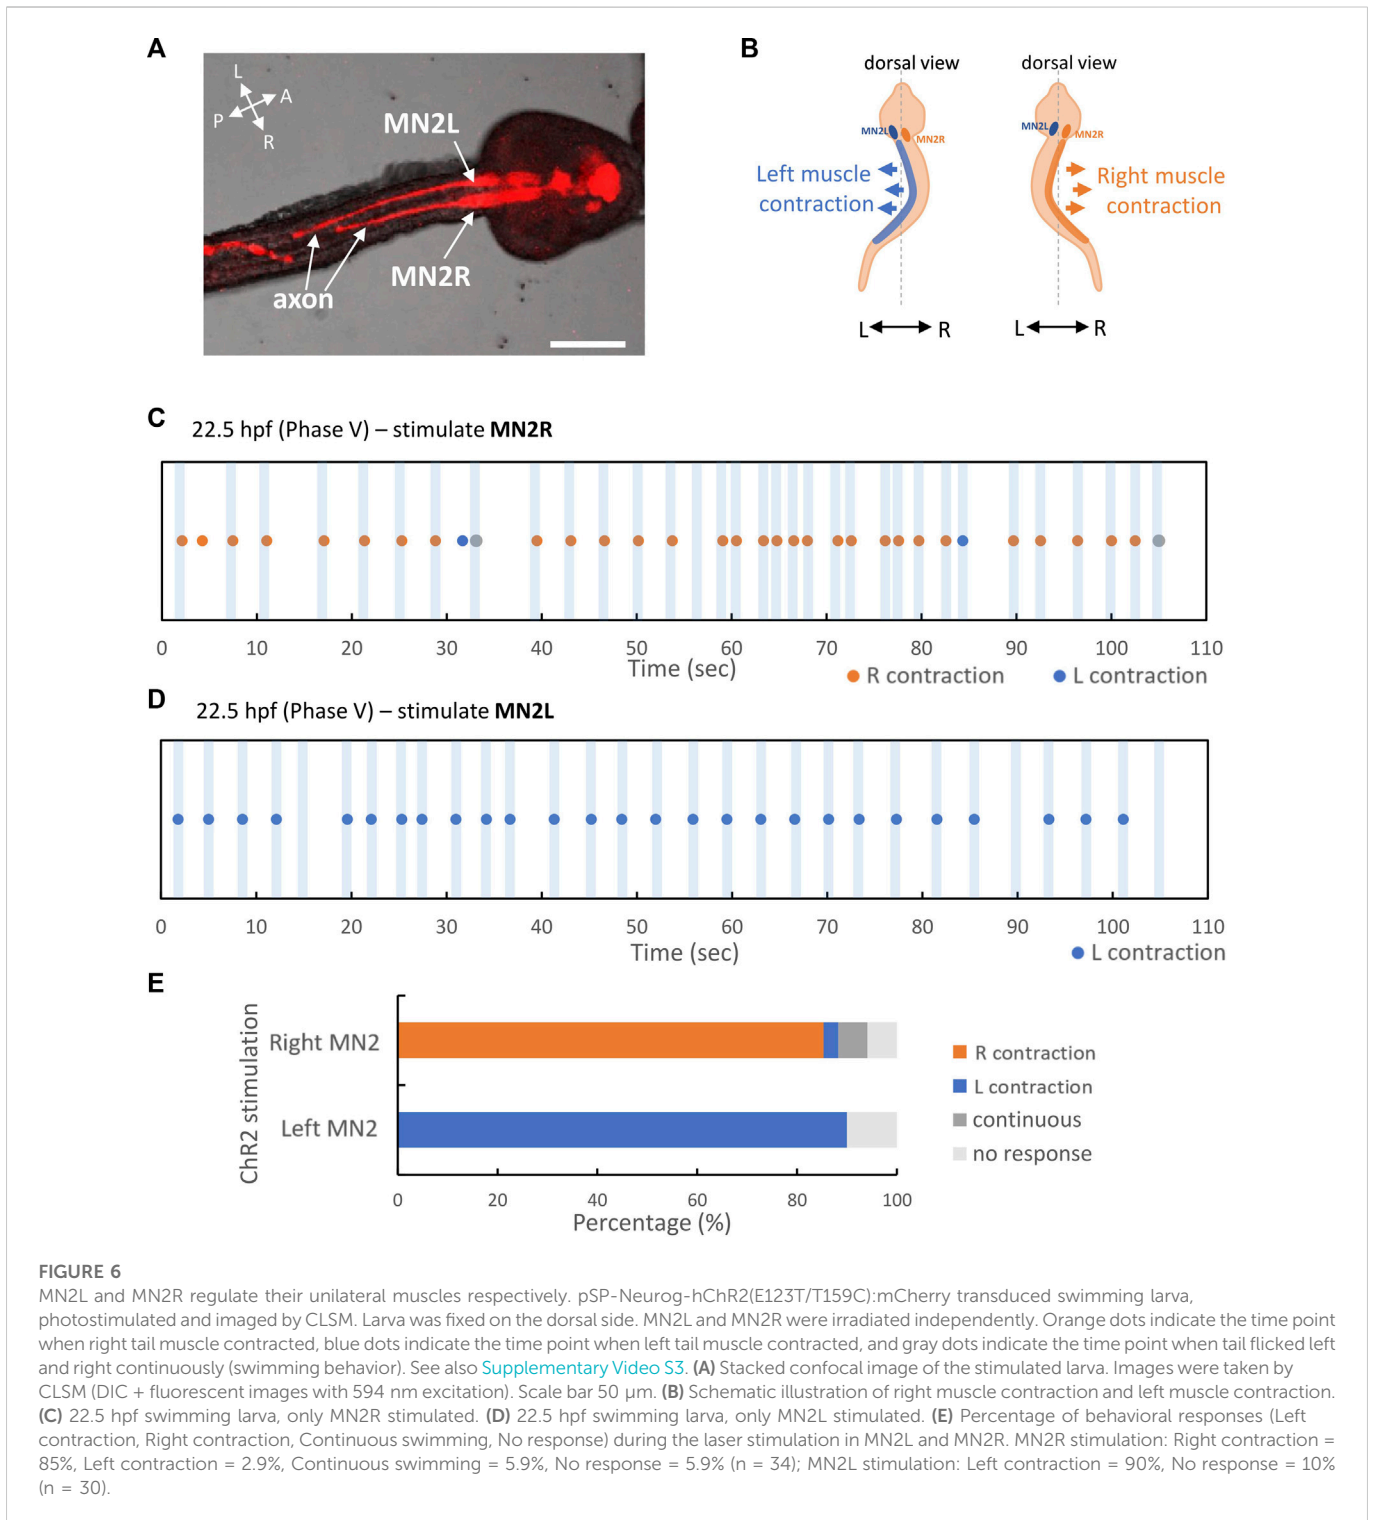 A
L
A
P
R
MN2L
MN2R
axon
B
dorsal view
dorsal view
MN2L
MN2R
MN2L
MN2R
Left muscle
contraction
Right muscle
contraction
L
R
L
R
C
22.5 hpf (Phase V) – stimulate MN2R
0 10 20 30 40 50 60 70 80 90 100 110
Time (sec)
R contraction
L contraction
D
22.5 hpf (Phase V) – stimulate MN2L
0 10 20 30 40 50 60 70 80 90 100 110
Time (sec)
L contraction
E
ChR2 stimulation
Right MN2
Left MN2
0 20 40 60 80 100
Percentage (%)
R contraction
L contraction
continuous
no response
FIGURE 6
MN2L and MN2R regulate their unilateral muscles respectively. pSP-Neurog-hChR2(E123T/T159C):mCherry transduced swimming larva,
photostimulated and imaged by CLSM. Larva was fixed on the dorsal side. MN2L and MN2R were irradiated independently. Orange dots indicate the time point
when right tail muscle contracted, blue dots indicate the time point when left tail muscle contracted, and gray dots indicate the time point when tail flicked left
and right continuously (swimming behavior). See also Supplementary Video S3. (A) Stacked confocal image of the stimulated larva. Images were taken by
CLSM (DIC + fluorescent images with 594 nm excitation). Scale bar 50 μm. (B) Schematic illustration of right muscle contraction and left muscle contraction.
(C) 22.5 hpf swimming larva, only MN2R stimulated. (D) 22.5 hpf swimming larva, only MN2L stimulated. (E) Percentage of behavioral responses (Left
contraction, Right contraction, Continuous swimming, No response) during the laser stimulation in MN2L and MN2R. MN2R stimulation: Right contraction =
85%, Left contraction = 2.9%, Continuous swimming = 5.9%, No response = 5.9% (n = 34); MN2L stimulation: Left contraction = 90%, No response = 10%
(n = 30).